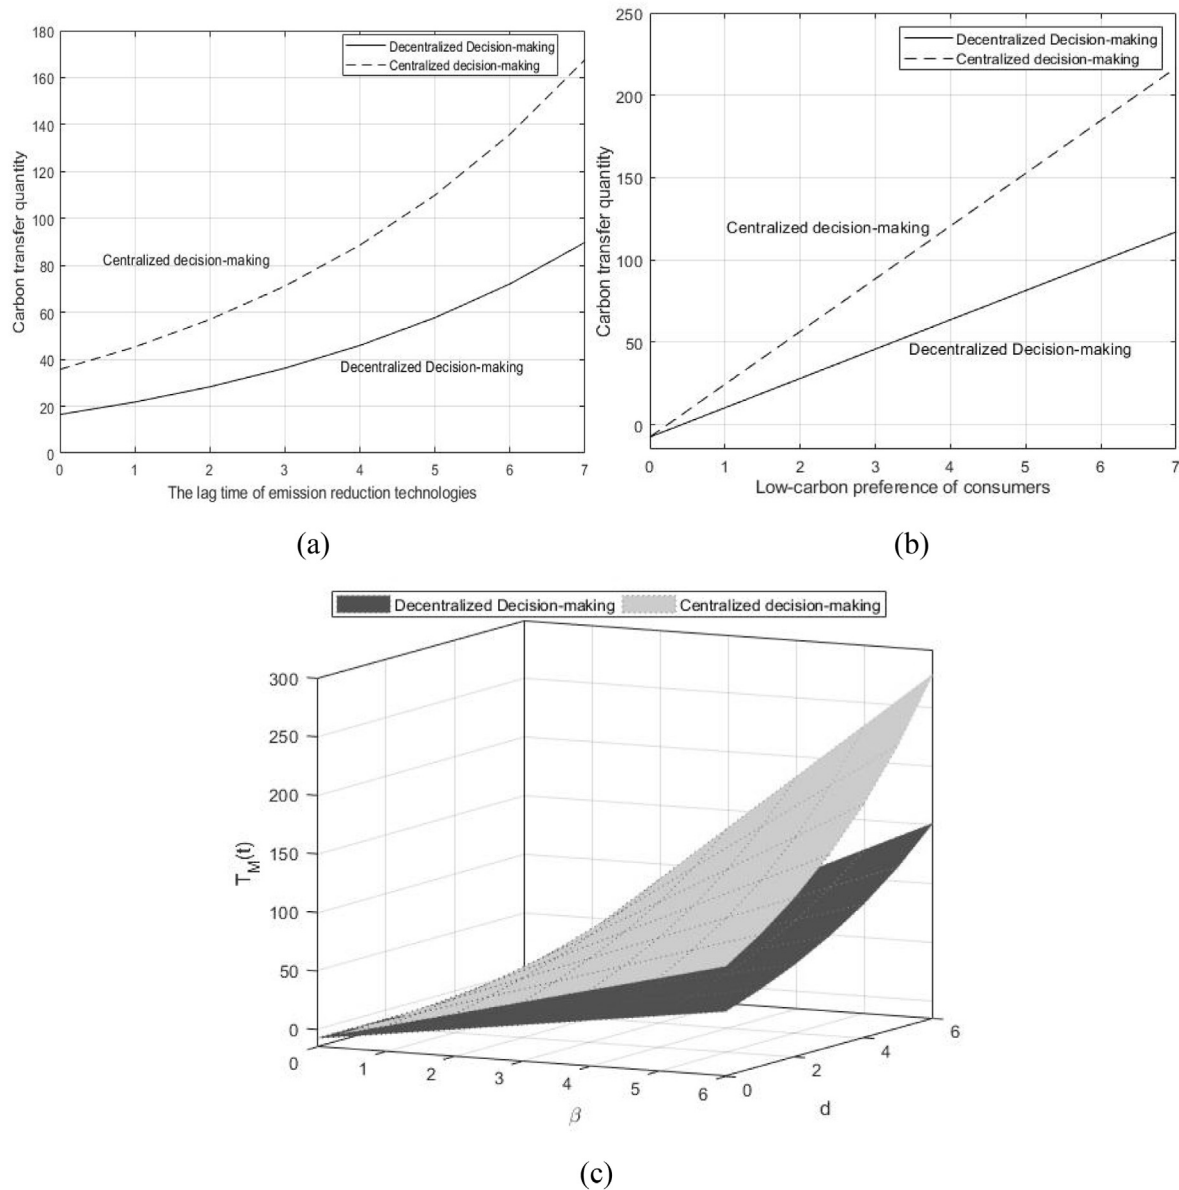 180
160
140
120
100
80
60
40
20
0
Carbon transfer quantity
Decentralized Decision-making
Centralized decision-making
Centralized decision-making
Decentralized Decision-making
0 1 2 3 4 5 6 7
The lag time of emission reduction technologies
(a)
250
200
150
100
50
0
Carbon transfer quantity
Decentralized Decision-making
Centralized decision-making
Centralized decision-making
Decentralized Decision-making
0 1 2 3 4 5 6 7
Low-carbon preference of consumers
(b)
Decentralized Decision-making Centralized decision-making
300
250
200
150
100
50
0
T_M(t)
0 1 2 3 4 5 6
β
0 2 4 6
d
(c)